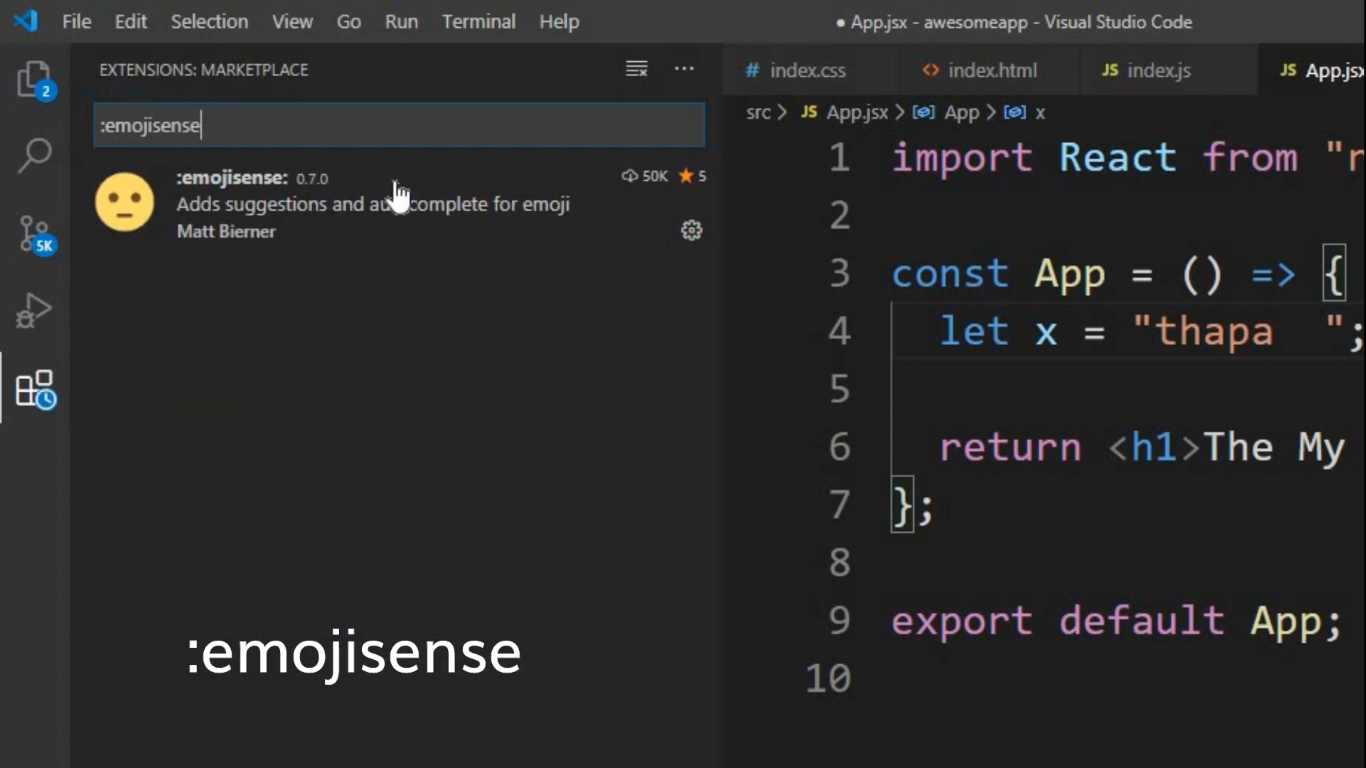 File Edit Selection View Go Run Terminal Help
● App.jsx - awesomeapp - Visual Studio Code
EXTENSIONS: MARKETPLACE
:emojisense
:emojisense: 0.7.0
50K ★ 5
Adds suggestions and complete for emoji
Matt Bierner
2
5K
:emojisense
# index.css <> index.html JS index.js JS App.jsx
src > JS App.jsx > App > x
1 import React from "r
2
3 const App = () => {
4 let x = "thapa  ";
5
6 return <h1>The My
7 };
8
9 export default App;
10